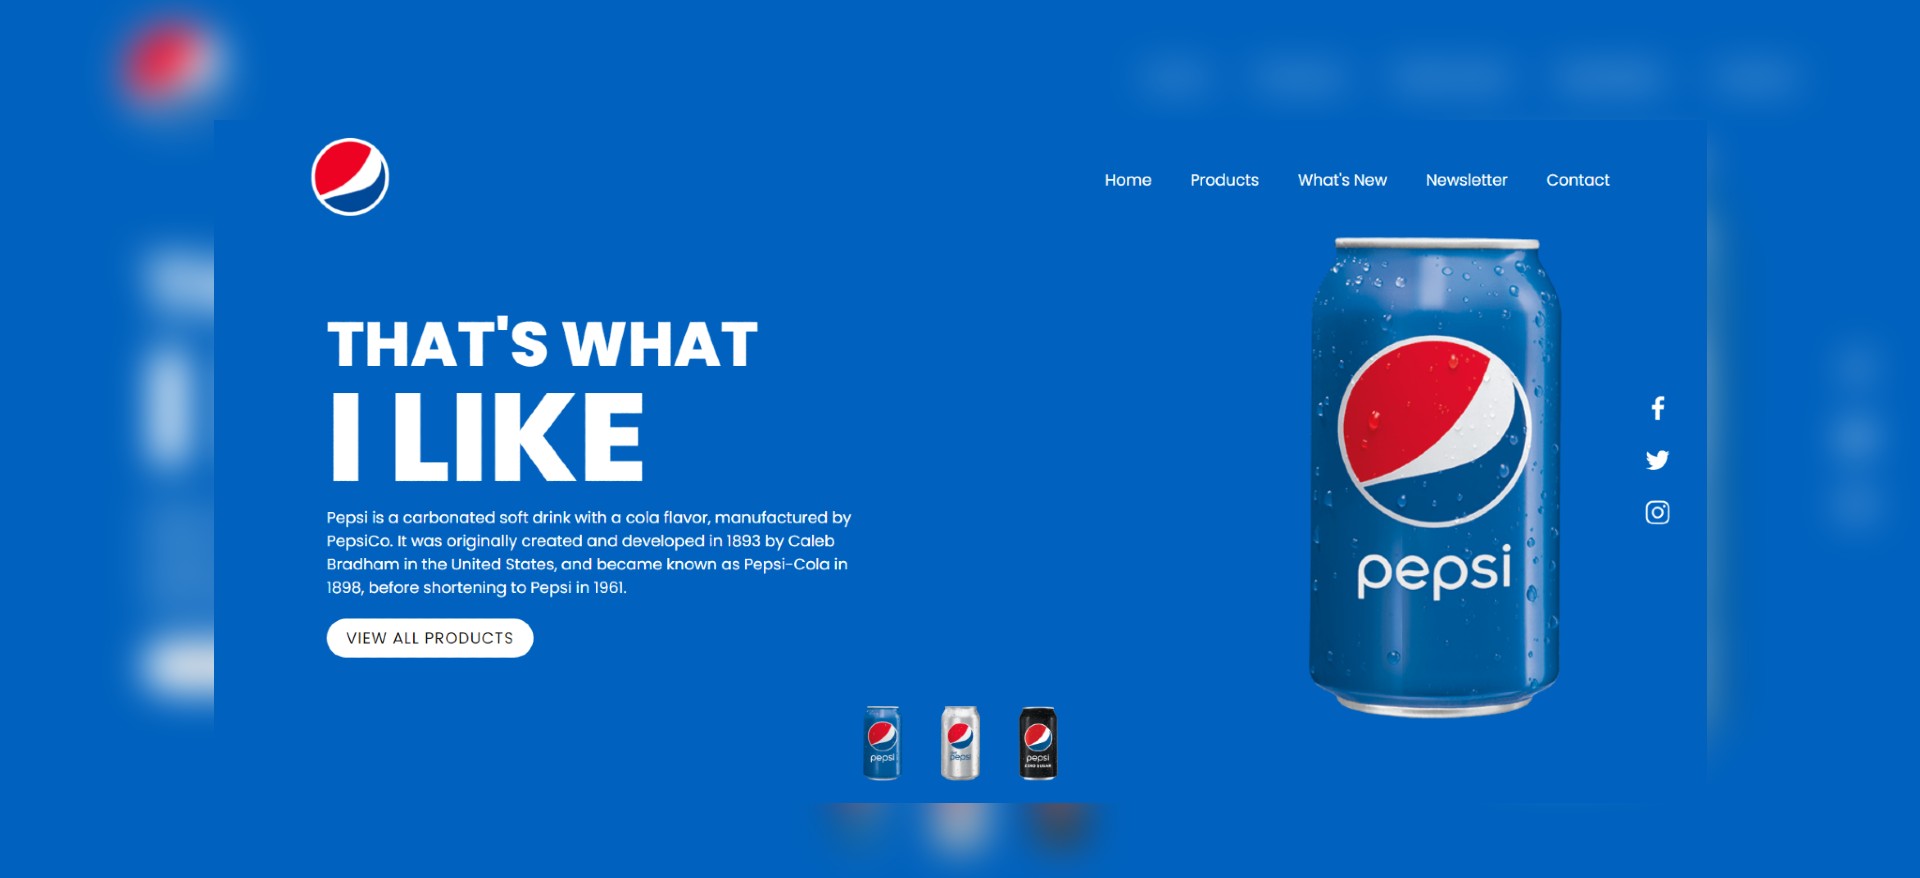 Home Products What's New Newsletter Contact
THAT'S WHAT
I LIKE
Pepsi is a carbonated soft drink with a cola flavor, manufactured by
PepsiCo. It was originally created and developed in 1893 by Caleb
Bradham in the United States, and became known as Pepsi-Cola in
1898, before shortening to Pepsi in 1961.
VIEW ALL PRODUCTS
pepsi
pepsi pepsi pepsi
ZERO SUGAR